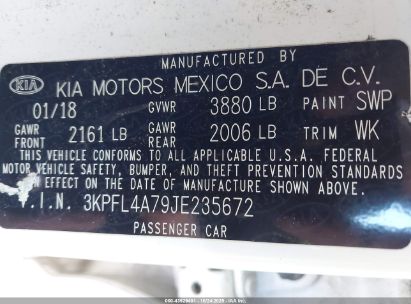 MANUFACTURED BY
KIA KIA MOTORS MEXICO S.A. DE C.V.
01/18 GVWR 3880 LB PAINT SWP
GAWR FRONT 2161 LB GAWR REAR 2006 LB TRIM WK
THIS VEHICLE CONFORMS TO ALL APPLICABLE U.S.A. FEDERAL
MOTOR VEHICLE SAFETY, BUMPER, AND THEFT PREVENTION STANDARDS
IN EFFECT ON THE DATE OF MANUFACTURE SHOWN ABOVE.
V.I.N. 3KPFL4A79JE235672
PASSENGER CAR